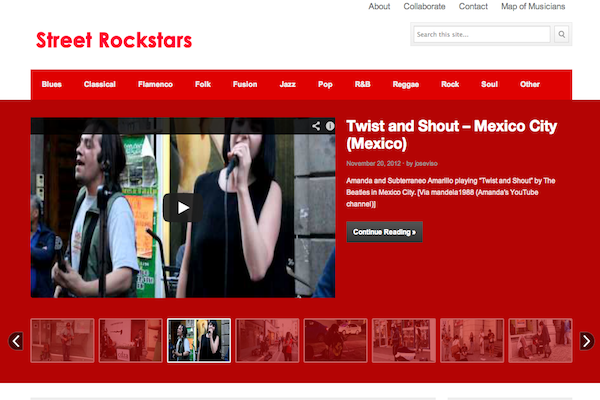 About Collaborate Contact Map of Musicians
Street Rockstars
Search this site...
Blues Classical Flamenco Folk Fusion Jazz Pop R&B Reggae Rock Soul Other
Twist and Shout – Mexico City
(Mexico)
November 20, 2012 · by joseviso
Amanda and Subterraneo Amarillo playing "Twist and Shout" by The
Beatles in Mexico City. [Via mandela1988 (Amanda's YouTube
channel)]
Continue Reading »